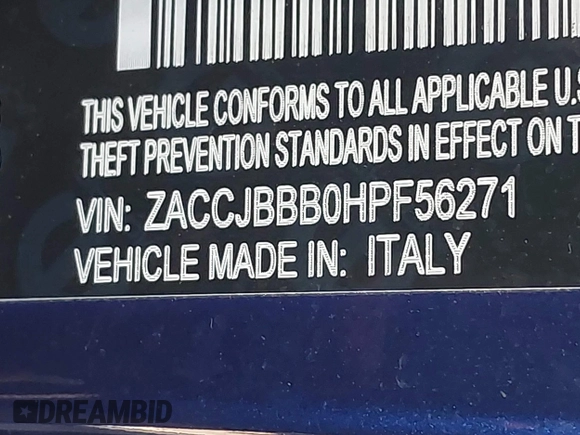 THIS VEHICLE CONFORMS TO ALL APPLICABLE U.S
THEFT PREVENTION STANDARDS IN EFFECT ON T
VIN: ZACCJBBB0HPF56271
VEHICLE MADE IN: ITALY
DREAMBID